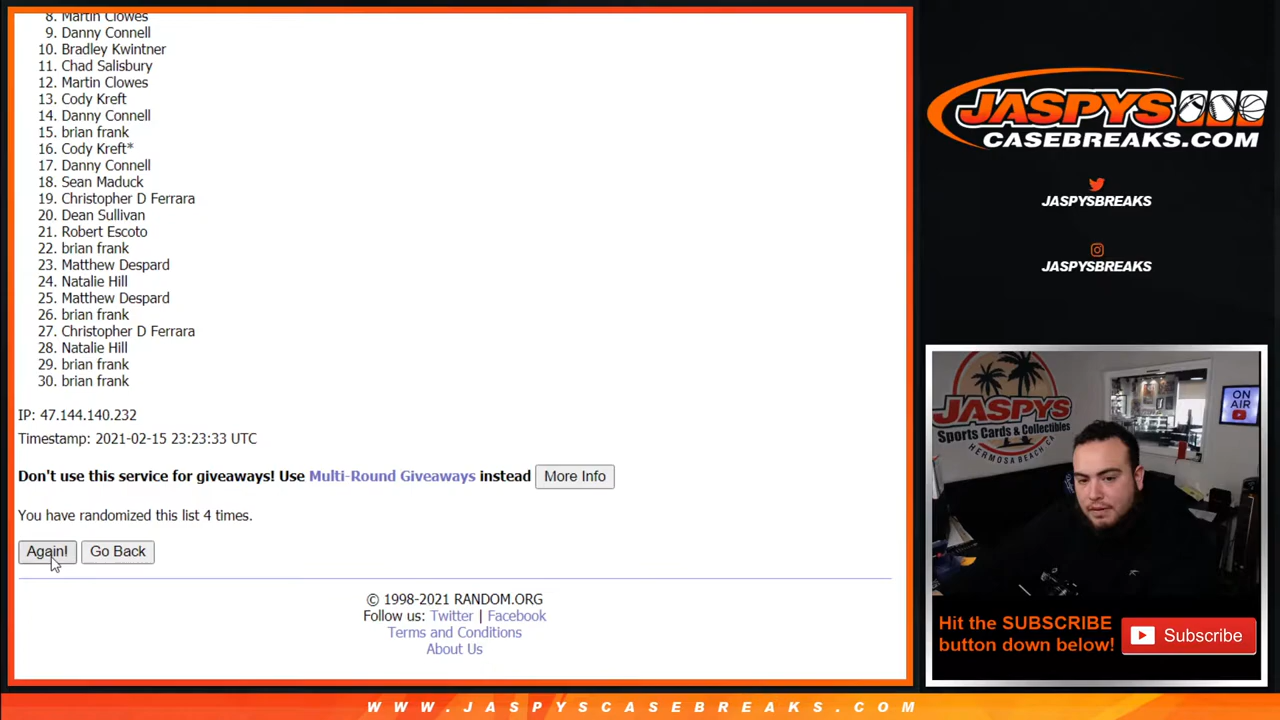 8. Martin Clowes
9. Danny Connell
10. Bradley Kwintner
11. Chad Salisbury
12. Martin Clowes
13. Cody Kreft
14. Danny Connell
15. brian frank
16. Cody Kreft*
17. Danny Connell
18. Sean Maduck
19. Christopher D Ferrara
20. Dean Sullivan
21. Robert Escoto
22. brian frank
23. Matthew Despard
24. Natalie Hill
25. Matthew Despard
26. brian frank
27. Christopher D Ferrara
28. Natalie Hill
29. brian frank
30. brian frank
IP: 47.144.140.232
Timestamp: 2021-02-15 23:23:33 UTC
Don't use this service for giveaways! Use Multi-Round Giveaways instead More Info
You have randomized this list 4 times.
Again! Go Back
© 1998-2021 RANDOM.ORG
Follow us: Twitter | Facebook
Terms and Conditions
About Us
JASPYS
CASEBREAKS.COM
JASPYSBREAKS
JASPYSBREAKS
JASPYS
Sports Cards & Collectibles
HERMOSA BEACH CA
ON
AIR
Hit the SUBSCRIBE
button down below!
Subscribe
WWW.JASPYSCASEBREAKS.COM